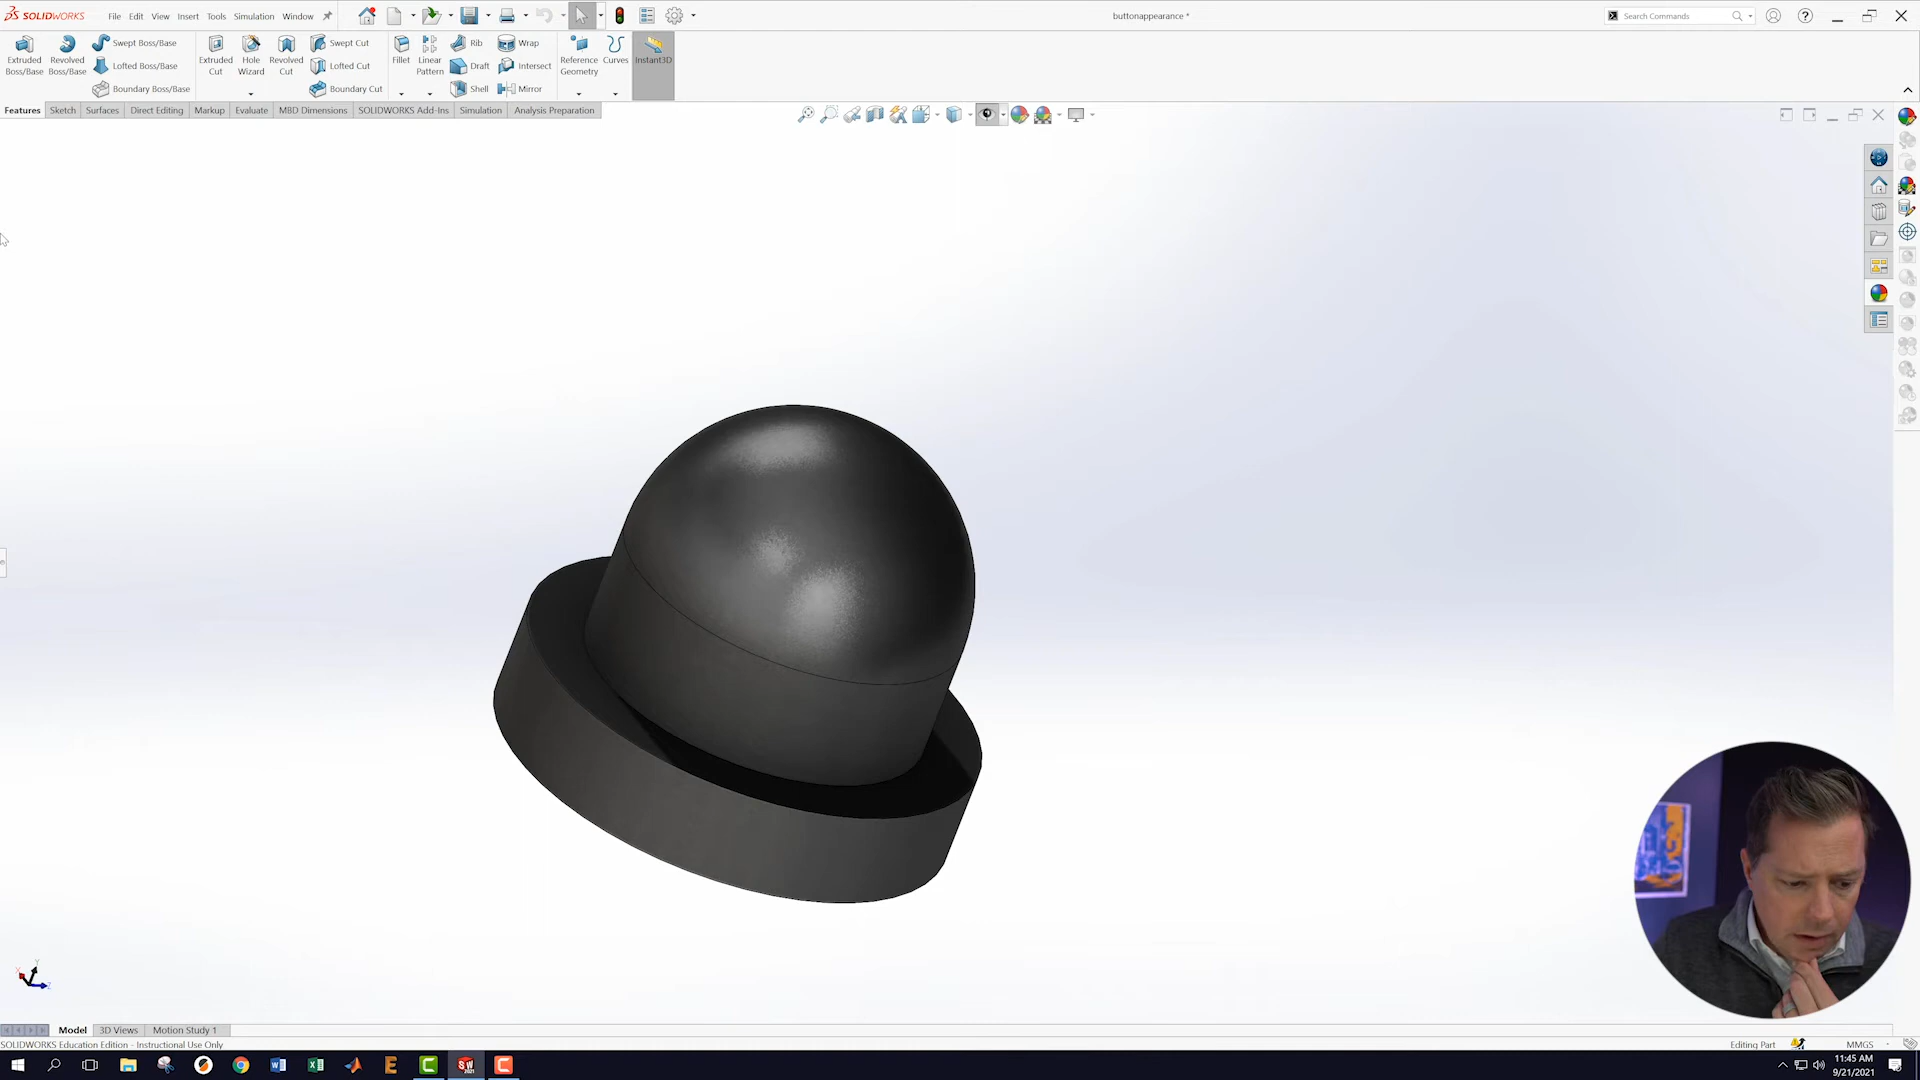 SOLIDWORKS File Edit View Insert Tools Simulation Window buttonappearance * Search Commands
Extruded Boss/Base
Revolved Boss/Base
Swept Boss/Base
Lofted Boss/Base
Boundary Boss/Base
Extruded Cut
Hole Wizard
Revolved Cut
Swept Cut
Lofted Cut
Boundary Cut
Fillet
Linear Pattern
Rib
Draft
Shell
Wrap
Intersect
Mirror
Reference Geometry
Curves
Instant3D
Features Sketch Surfaces Direct Editing Markup Evaluate MBD Dimensions SOLIDWORKS Add-Ins Simulation Analysis Preparation
Model 3D Views Motion Study 1
SOLIDWORKS Education Edition - Instructional Use Only Editing Part MMGS
11:45 AM
9/21/2021